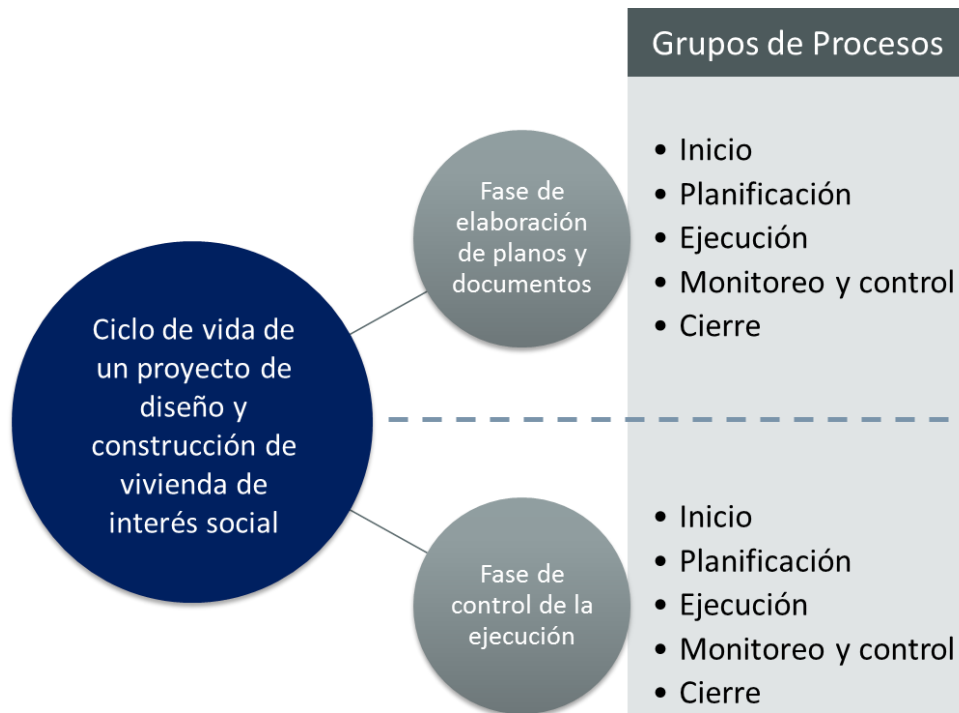 Grupos de Procesos
Ciclo de vida de
un proyecto de
diseño y
construcción de
vivienda de
interés social
Fase de
elaboración
de planos y
documentos
• Inicio
• Planificación
• Ejecución
• Monitoreo y control
• Cierre
Fase de
control de la
ejecución
• Inicio
• Planificación
• Ejecución
• Monitoreo y control
• Cierre